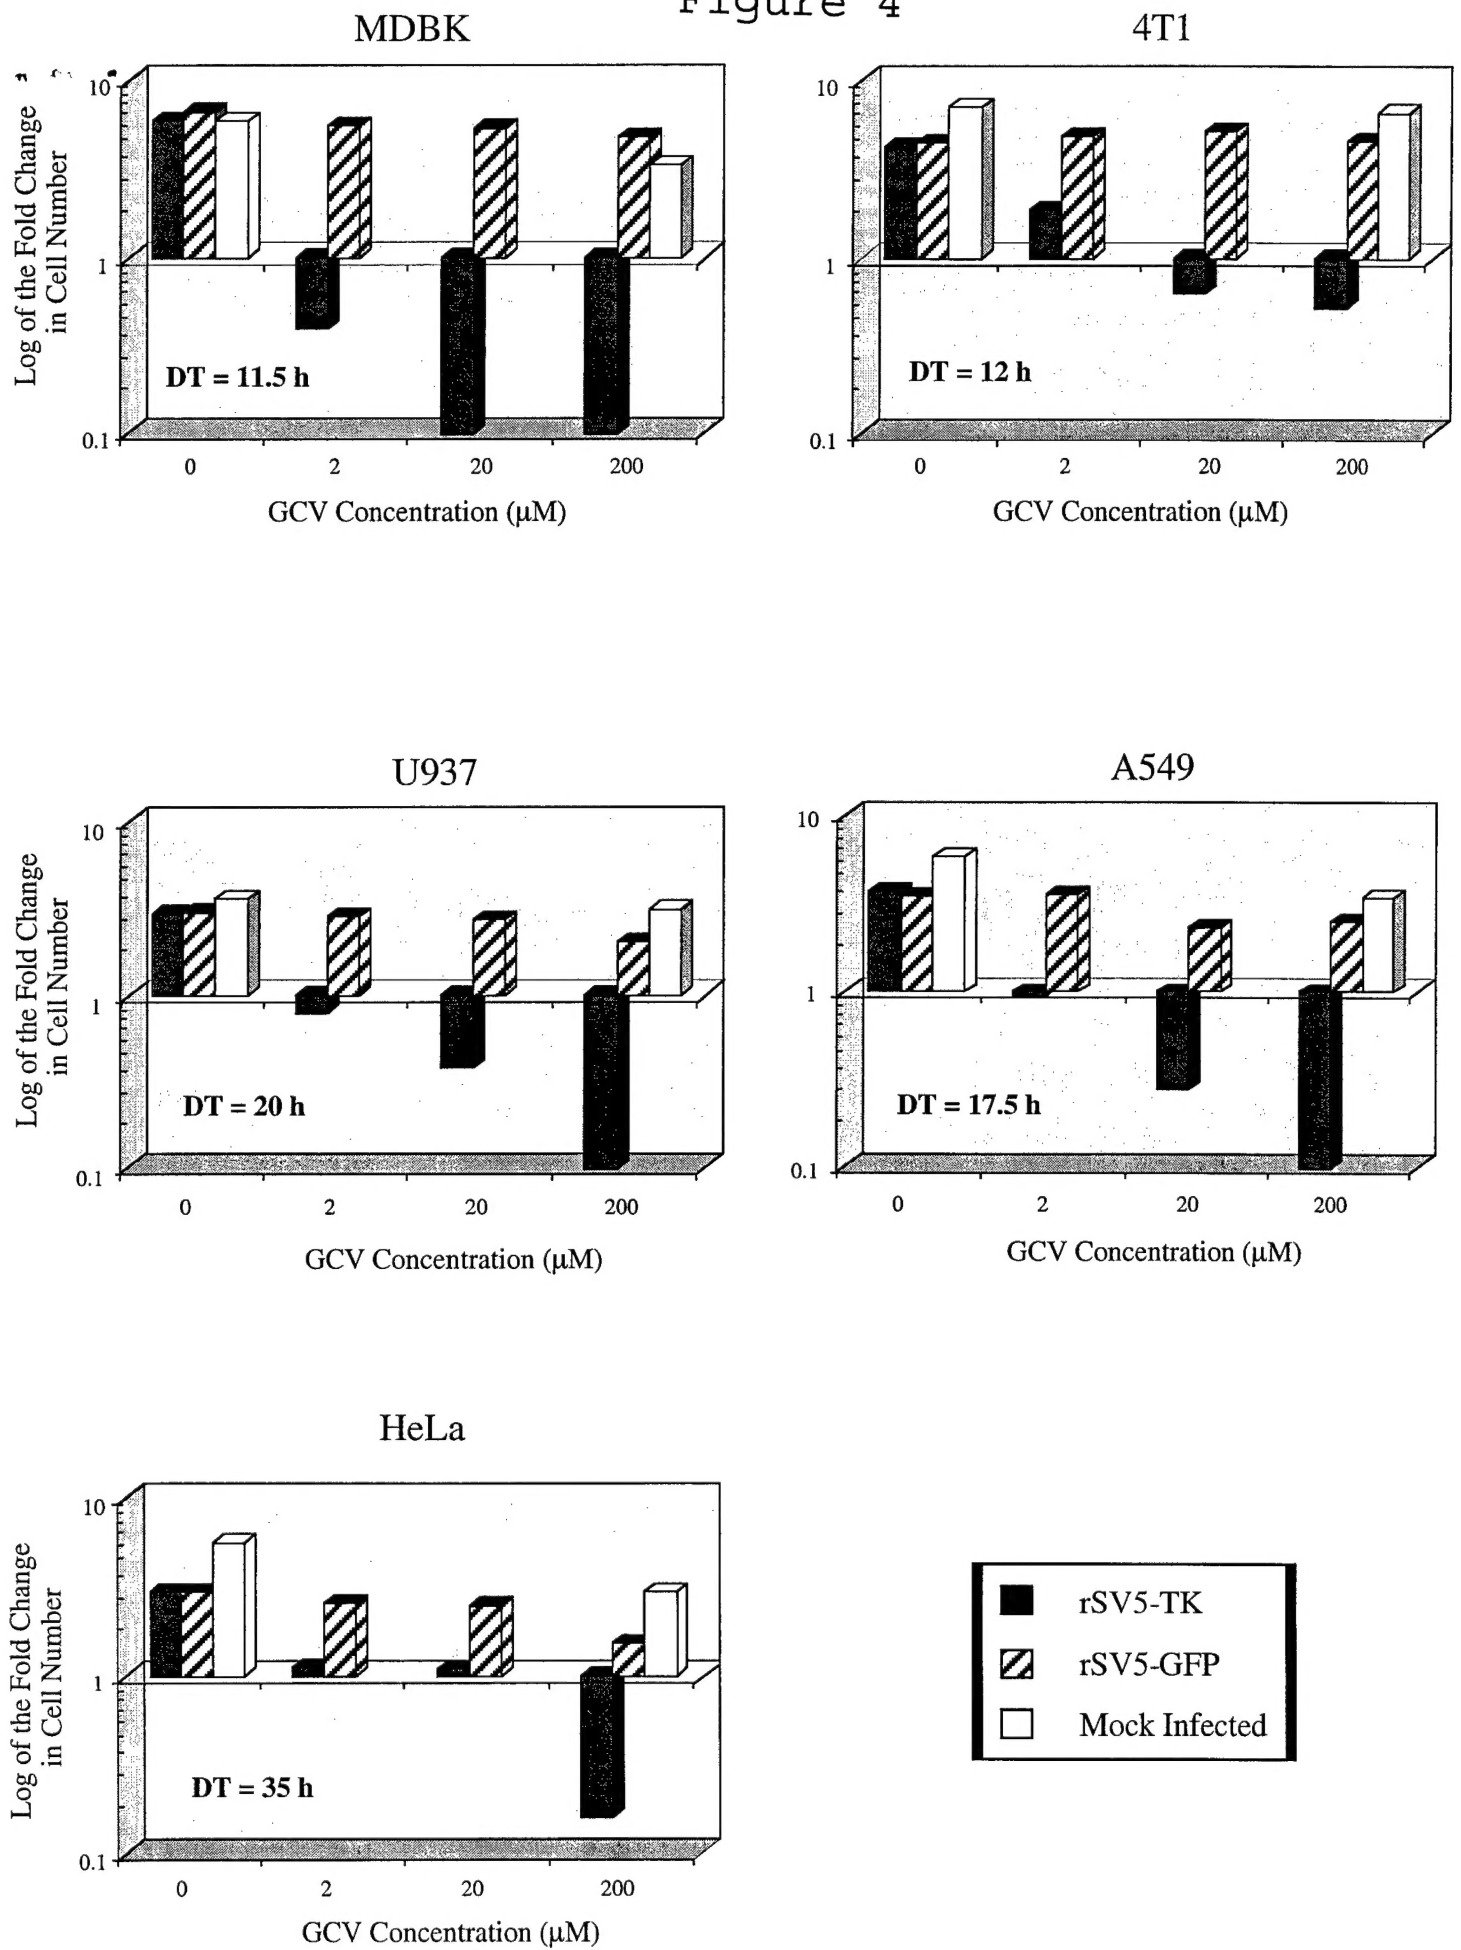 Figure 4
MDBK
Log of the Fold Change
in Cell Number
10
1
0.1
DT = 11.5 h
0 2 20 200
GCV Concentration (μM)
4T1
10
1
0.1
DT = 12 h
0 2 20 200
GCV Concentration (μM)
U937
Log of the Fold Change
in Cell Number
10
1
0.1
DT = 20 h
0 2 20 200
GCV Concentration (μM)
A549
10
1
0.1
DT = 17.5 h
0 2 20 200
GCV Concentration (μM)
HeLa
Log of the Fold Change
in Cell Number
10
1
0.1
DT = 35 h
0 2 20 200
GCV Concentration (μM)
rSV5-TK
rSV5-GFP
Mock Infected